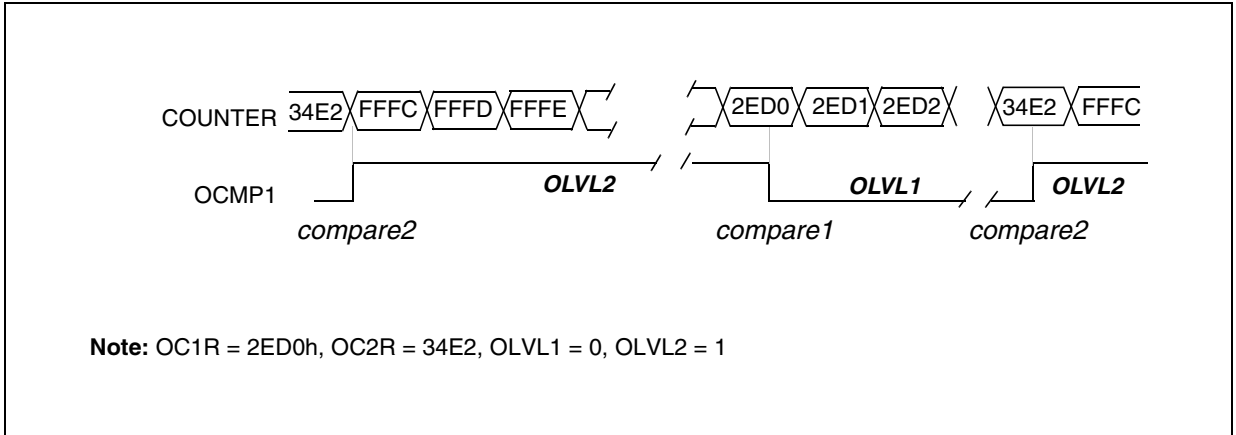 COUNTER 34E2 FFFC FFFD FFFE 2ED0 2ED1 2ED2 34E2 FFFC
OCMP1 OLVL2 OLVL1 OLVL2
compare2 compare1 compare2
Note: OC1R = 2ED0h, OC2R = 34E2, OLVL1 = 0, OLVL2 = 1